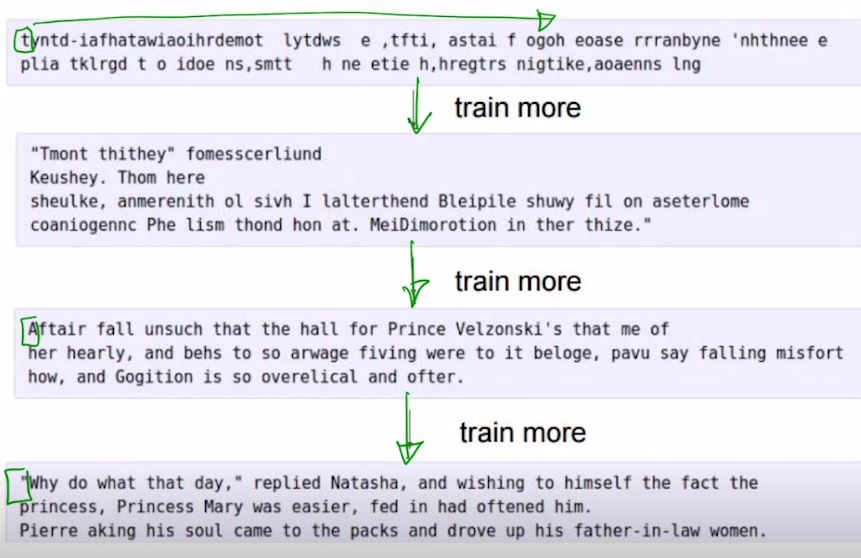 tyntd-iafhatawiaoihrdemot  lytdws  e ,tfti, astai f ogoh eoase rrranbyne 'nhthnee e
plia tklrgd t o idoe ns,smtt   h ne etie h,hregtrs nigtike,aoaenns lng
train more
"Tmont thithey" fomesscerliund
Keushey. Thom here
sheulke, anmerenith ol sivh I lalterthend Bleipile shuwy fil on aseterlome
coaniogennc Phe lism thond hon at. MeiDimorotion in ther thize."
train more
Aftair fall unsuch that the hall for Prince Velzonski's that me of
her hearly, and behs to so arwage fiving were to it beloge, pavu say falling misfort
how, and Gogition is so overelical and ofter.
train more
"Why do what that day," replied Natasha, and wishing to himself the fact the
princess, Princess Mary was easier, fed in had oftened him.
Pierre aking his soul came to the packs and drove up his father-in-law women.